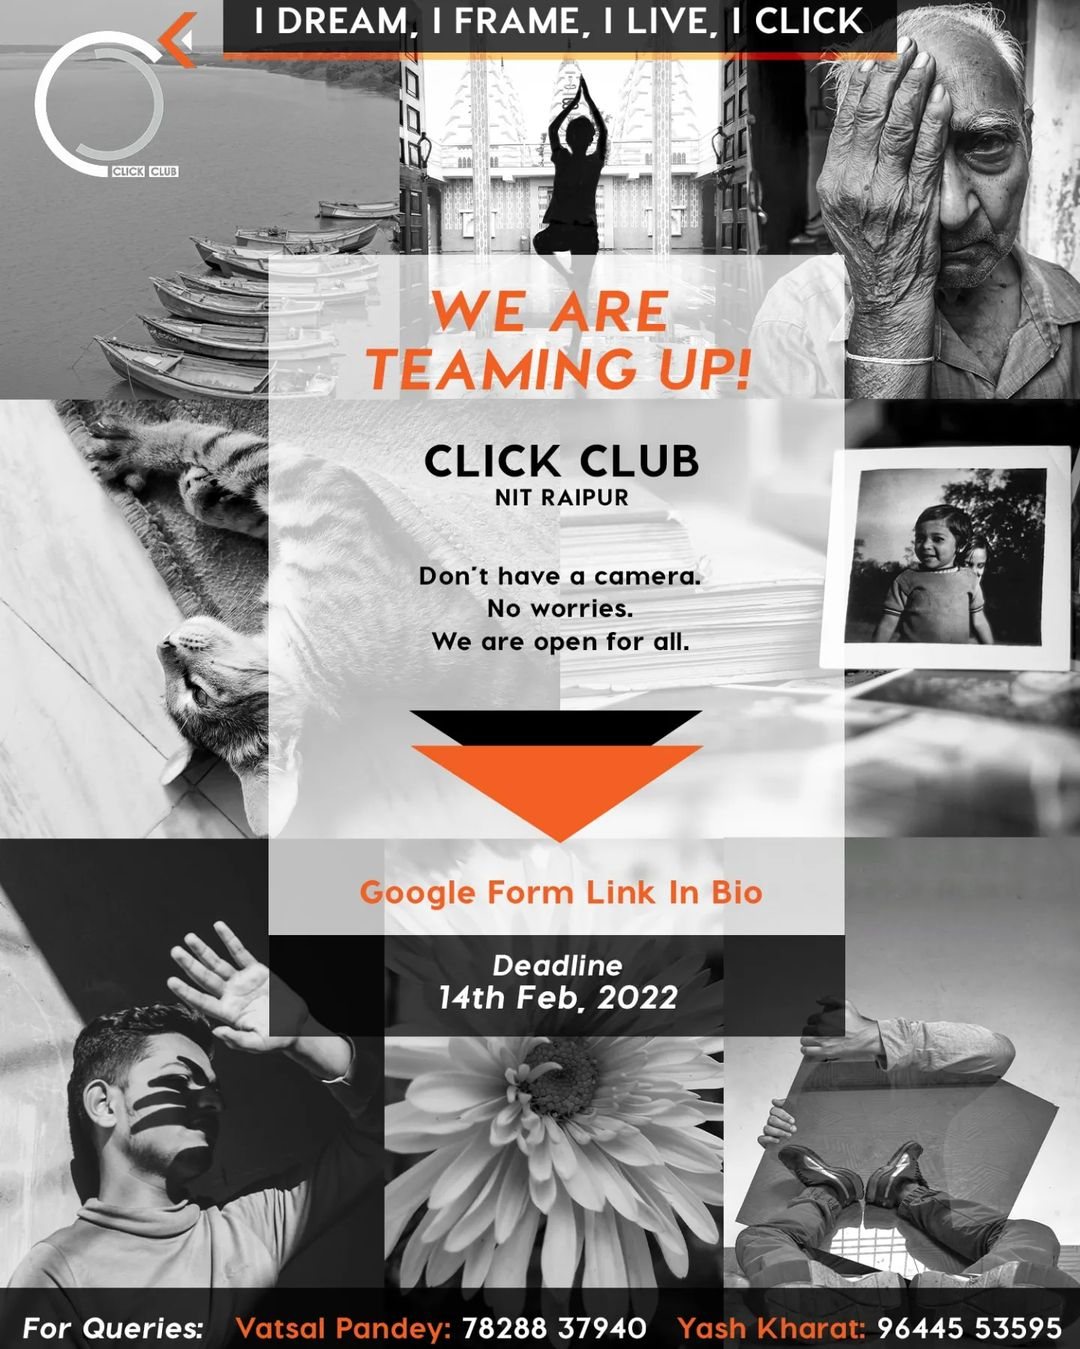 I DREAM, I FRAME, I LIVE, I CLICK
CLICK CLUB
WE ARE
TEAMING UP!
CLICK CLUB
NIT RAIPUR
Don't have a camera.
No worries.
We are open for all.
Google Form Link In Bio
Deadline
14th Feb, 2022
For Queries: Vatsal Pandey: 78288 37940 Yash Kharat: 96445 53595